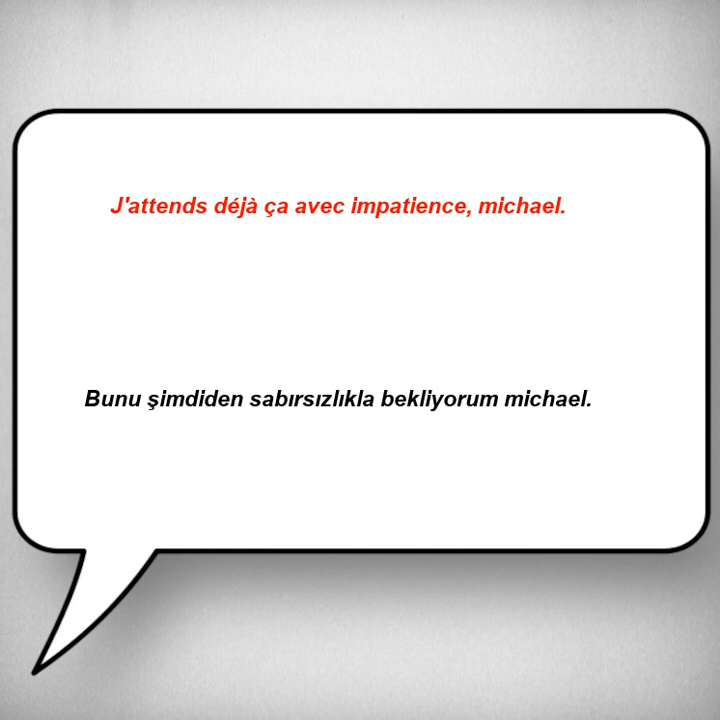 J'attends déjà ça avec impatience, michael.
Bunu şimdiden sabırsızlıkla bekliyorum michael.